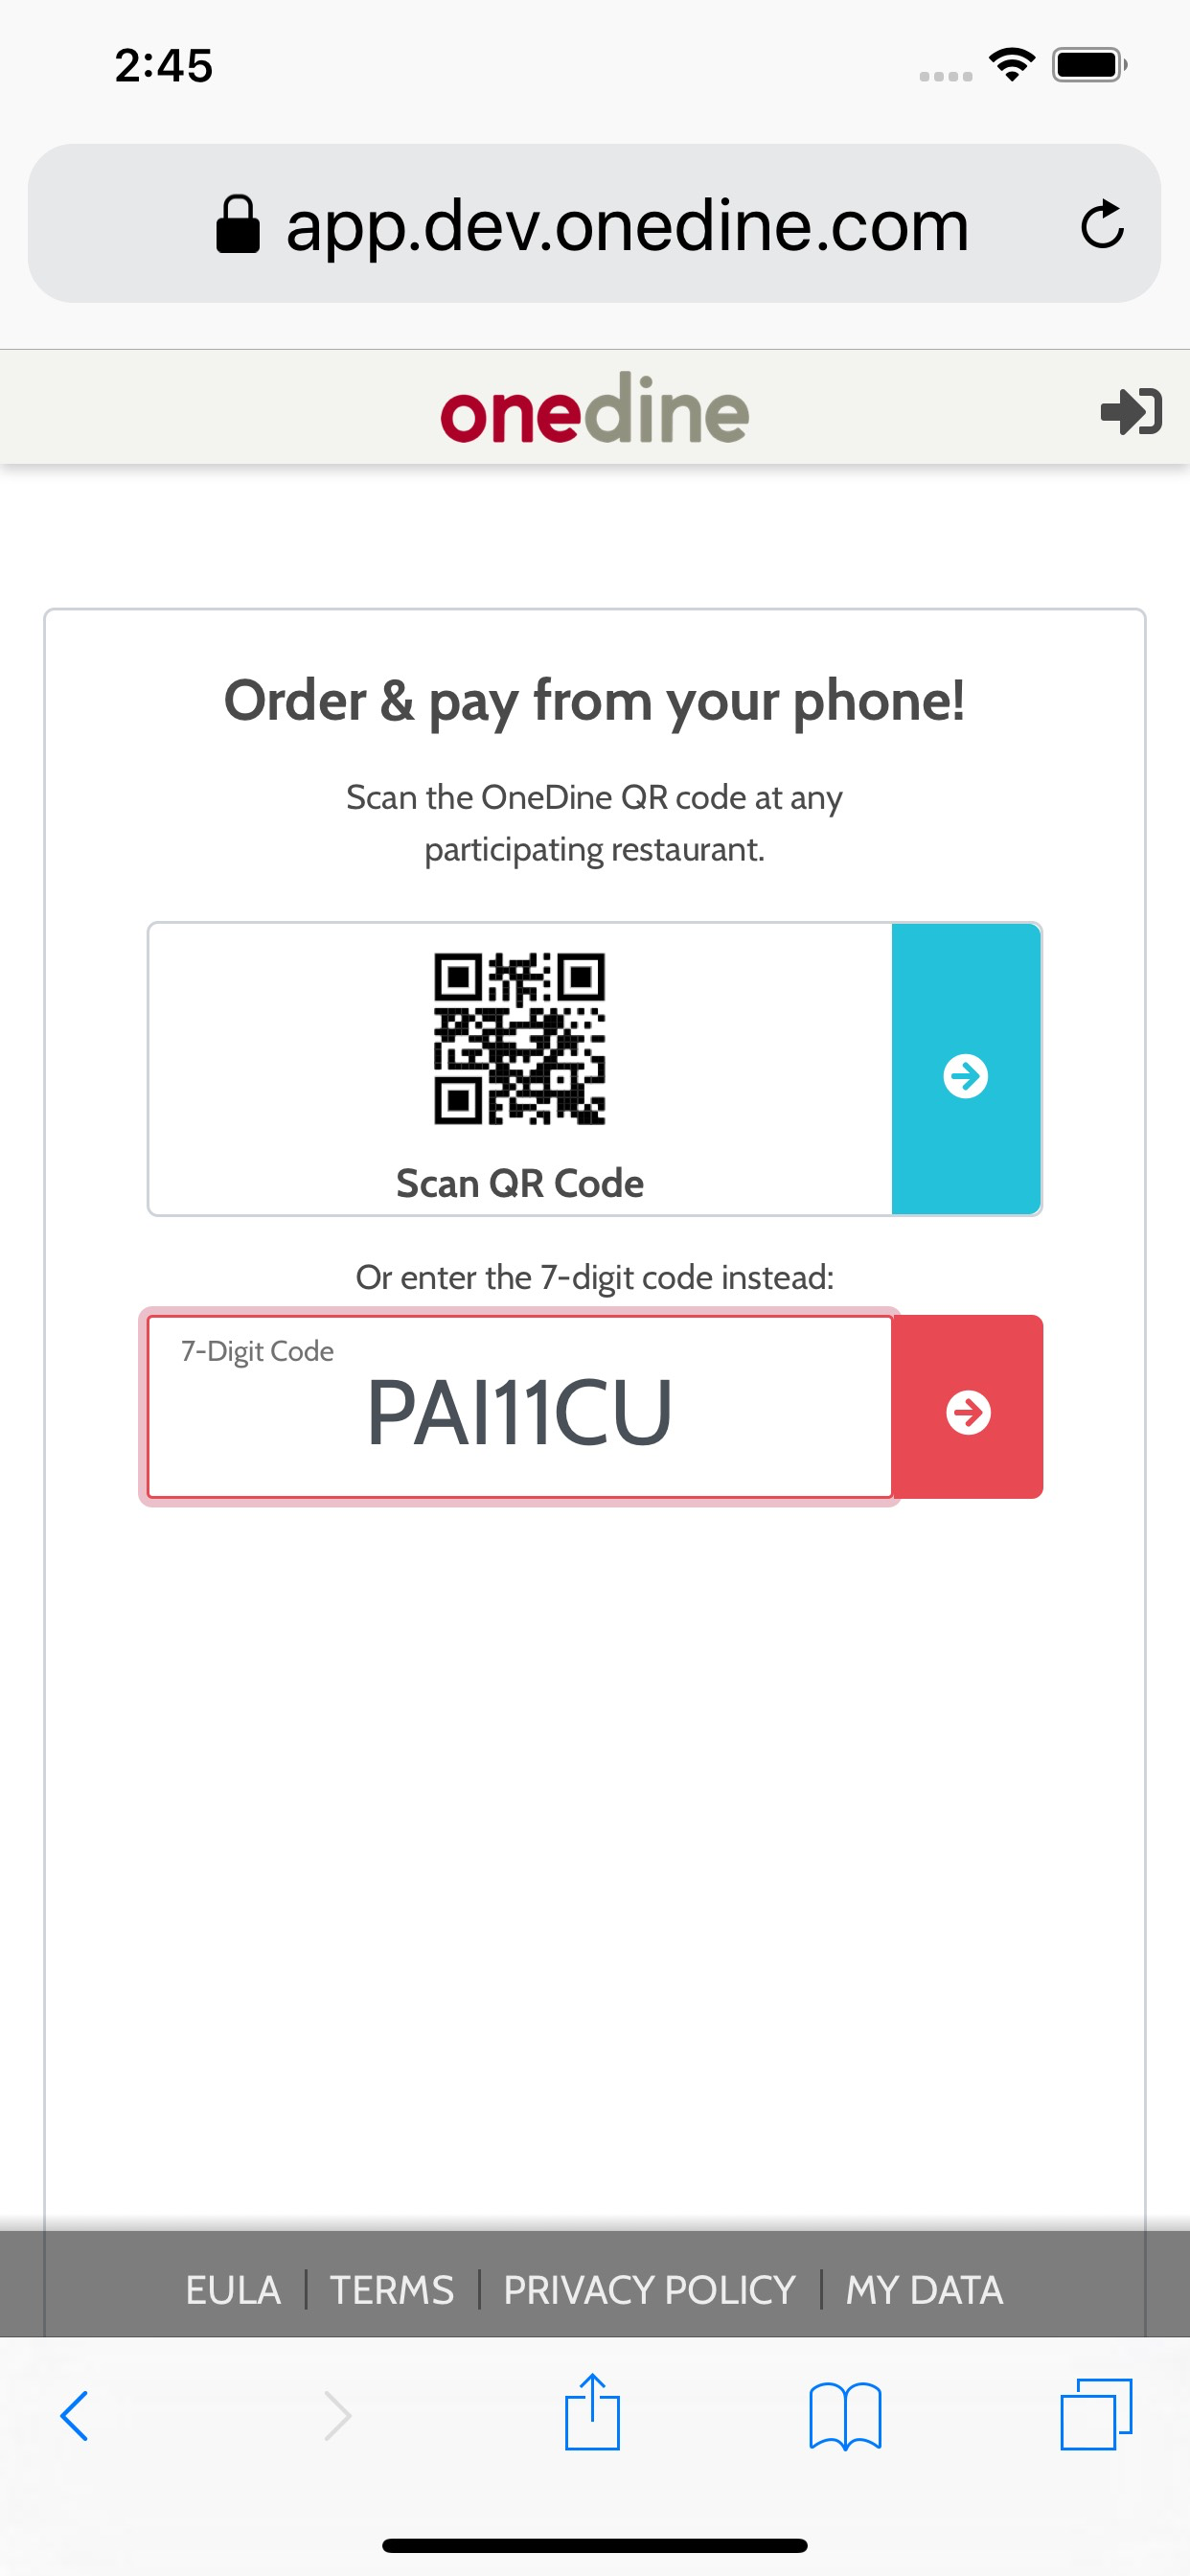 2:45
app.dev.onedine.com
onedine
Order & pay from your phone!
Scan the OneDine QR code at any
participating restaurant.
Scan QR Code
Or enter the 7-digit code instead:
7-Digit Code
PAI11CU
EULA | TERMS | PRIVACY POLICY | MY DATA